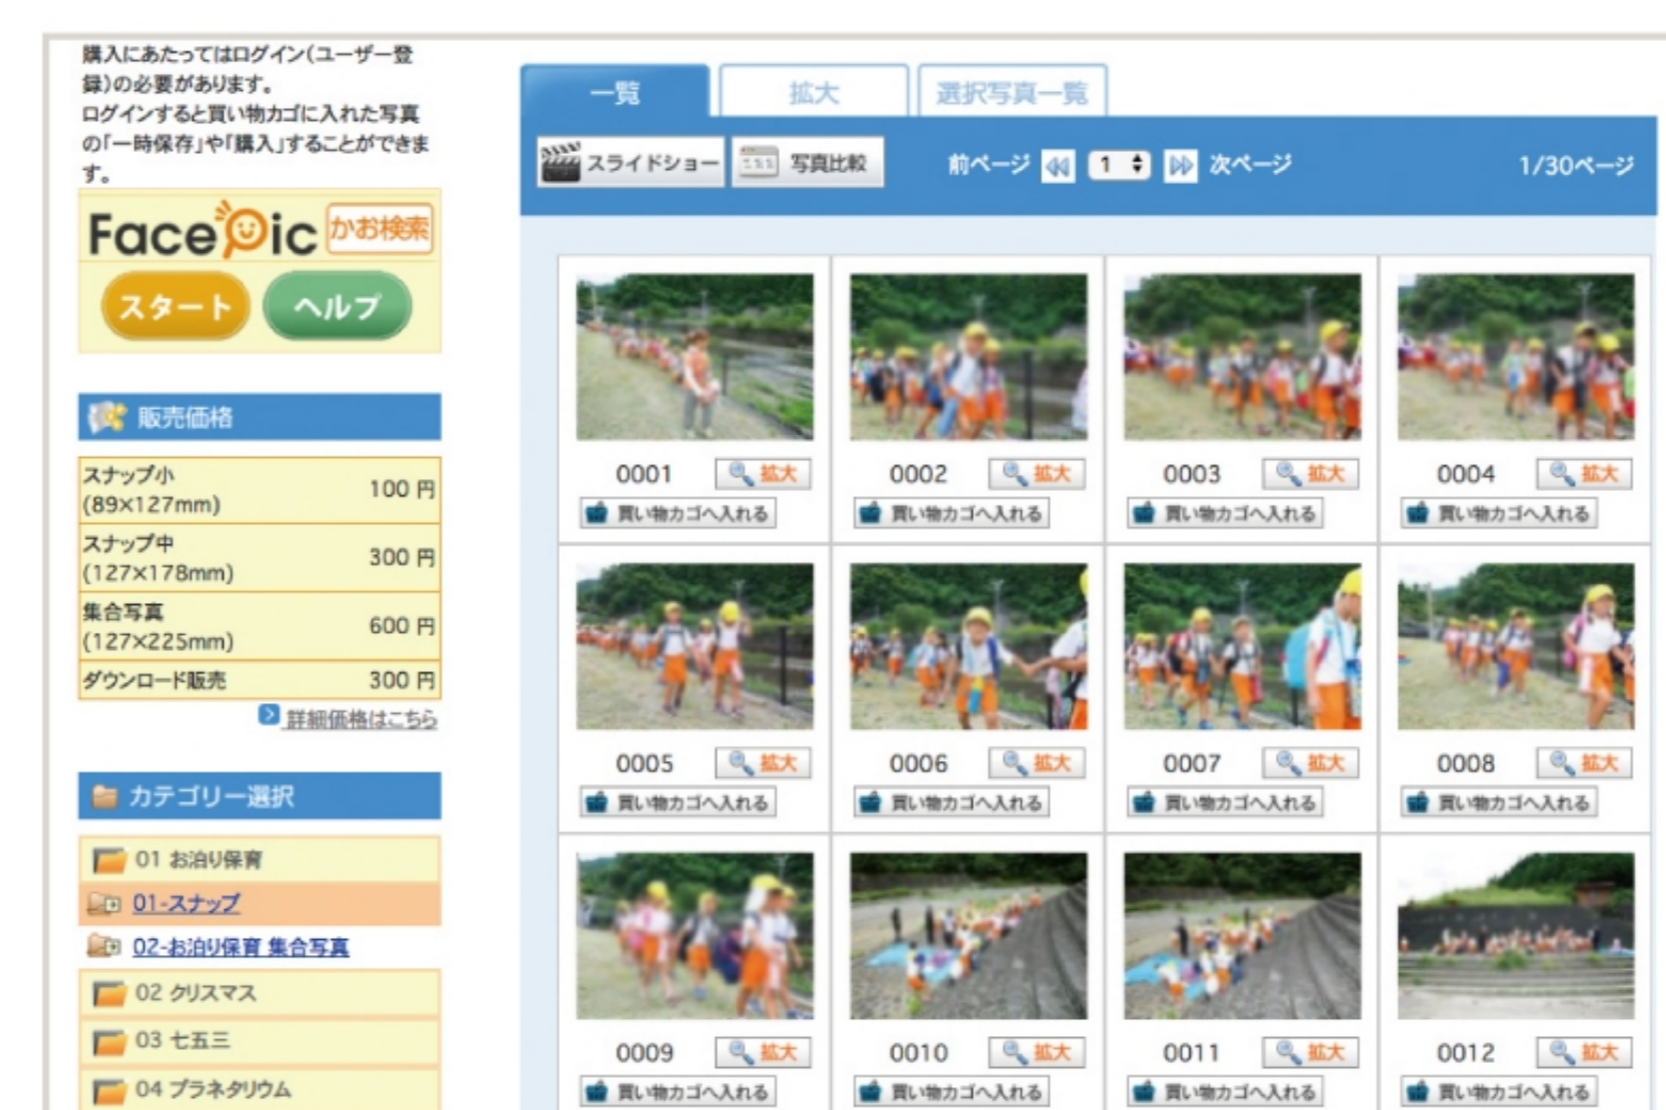 購入にあたってはログイン(ユーザー登
録)の必要があります。
ログインすると買い物カゴに入れた写真
の「一時保存」や「購入」することができま
す。
FacePic かお検索
スタート ヘルプ
販売価格
スナップ小
(89×127mm) 100 円
スナップ中
(127×178mm) 300 円
集合写真
(127×225mm) 600 円
ダウンロード販売 300 円
詳細価格はこちら
カテゴリー選択
01 お泊り保育
01-スナップ
02-お泊り保育 集合写真
02 クリスマス
03 七五三
04 プラネタリウム
一覧 拡大 選択写真一覧
スライドショー 写真比較 前ページ 1 次ページ 1/30ページ
0001 拡大 0002 拡大 0003 拡大 0004 拡大
買い物カゴへ入れる 買い物カゴへ入れる 買い物カゴへ入れる 買い物カゴへ入れる
0005 拡大 0006 拡大 0007 拡大 0008 拡大
買い物カゴへ入れる 買い物カゴへ入れる 買い物カゴへ入れる 買い物カゴへ入れる
0009 拡大 0010 拡大 0011 拡大 0012 拡大
買い物カゴへ入れる 買い物カゴへ入れる 買い物カゴへ入れる 買い物カゴへ入れる